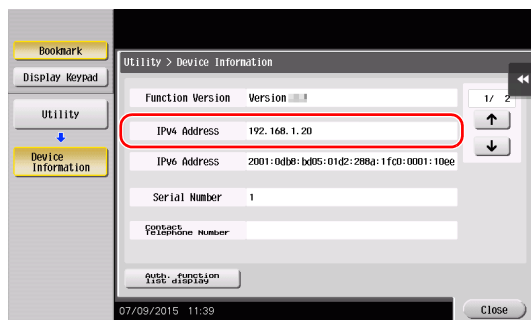 Bookmark
Display Keypad
Utility
Device
Information
Utility > Device Information
Function Version Version
1/ 2
IPv4 Address 192.168.1.20
IPv6 Address 2001:0db8:bd05:01d2:288a:1fc0:0001:10ee
Serial Number 1
Contact
Telephone Number
Auth. function
list display
07/09/2015 11:39
Close